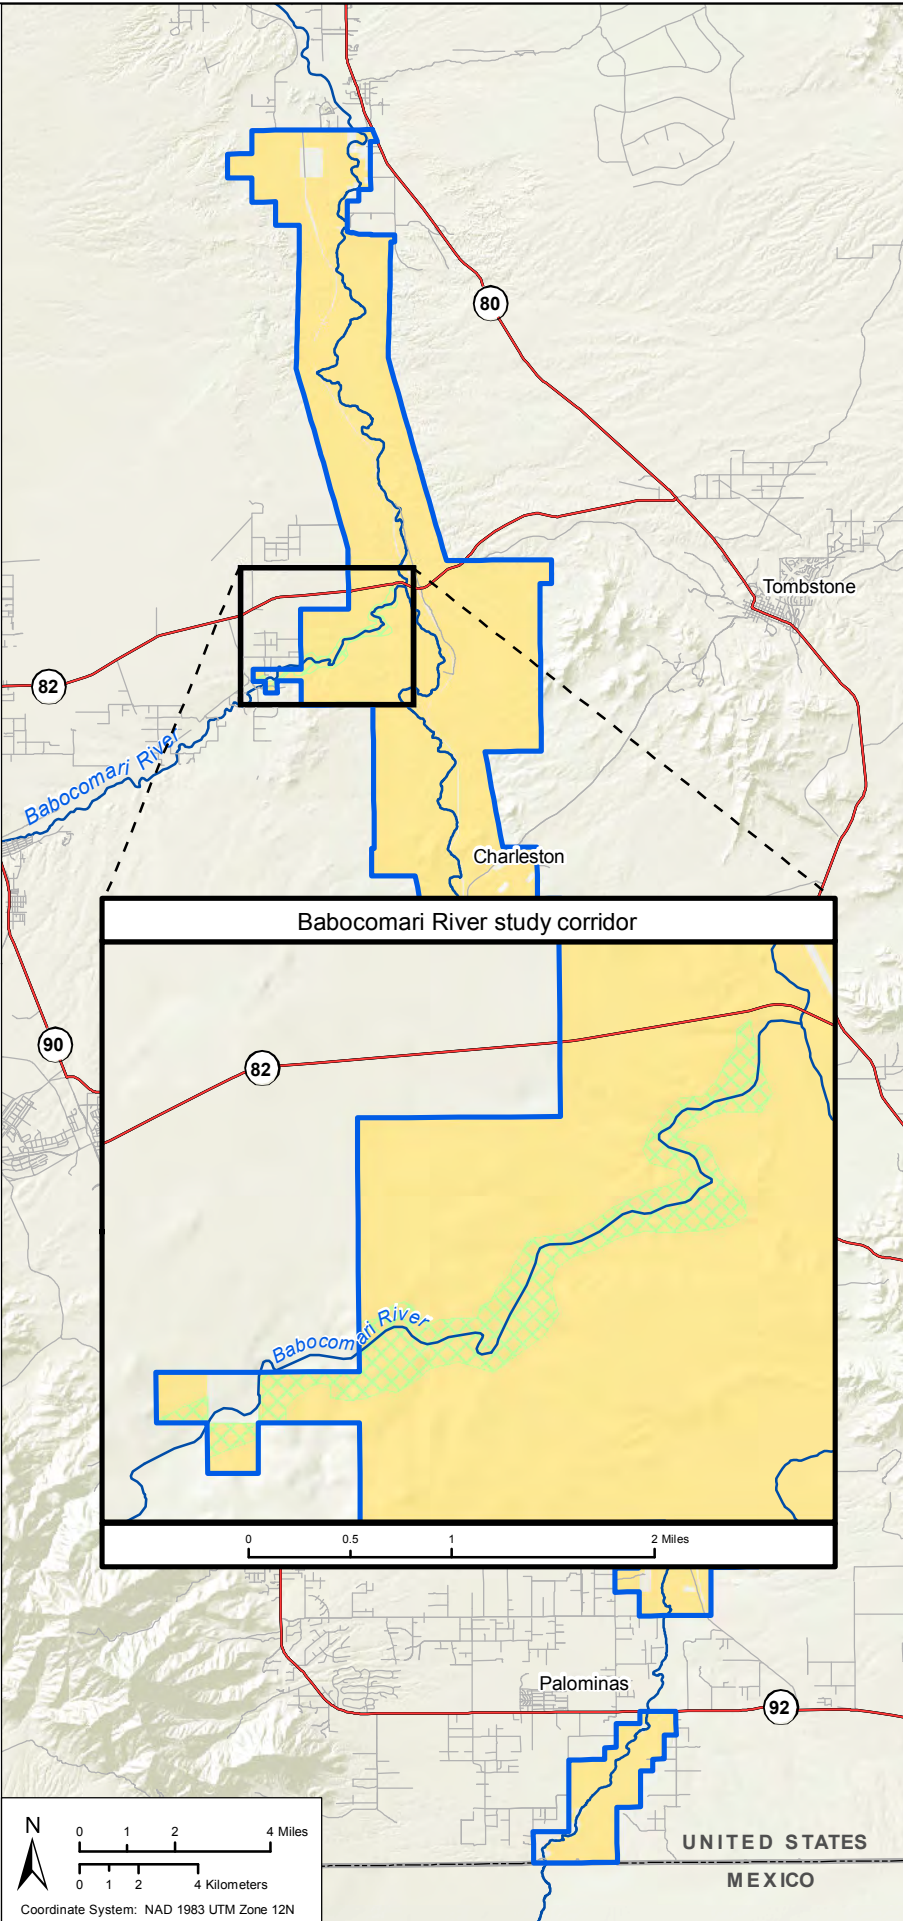 80
Tombstone
82
Babocomari River
Charleston
Babocomari River study corridor
90
82
Babocomari River
0 0.5 1 2 Miles
Palominas
92
N
0 1 2 4 Miles
0 1 2 4 Kilometers
Coordinate System: NAD 1983 UTM Zone 12N
UNITED STATES
MEXICO